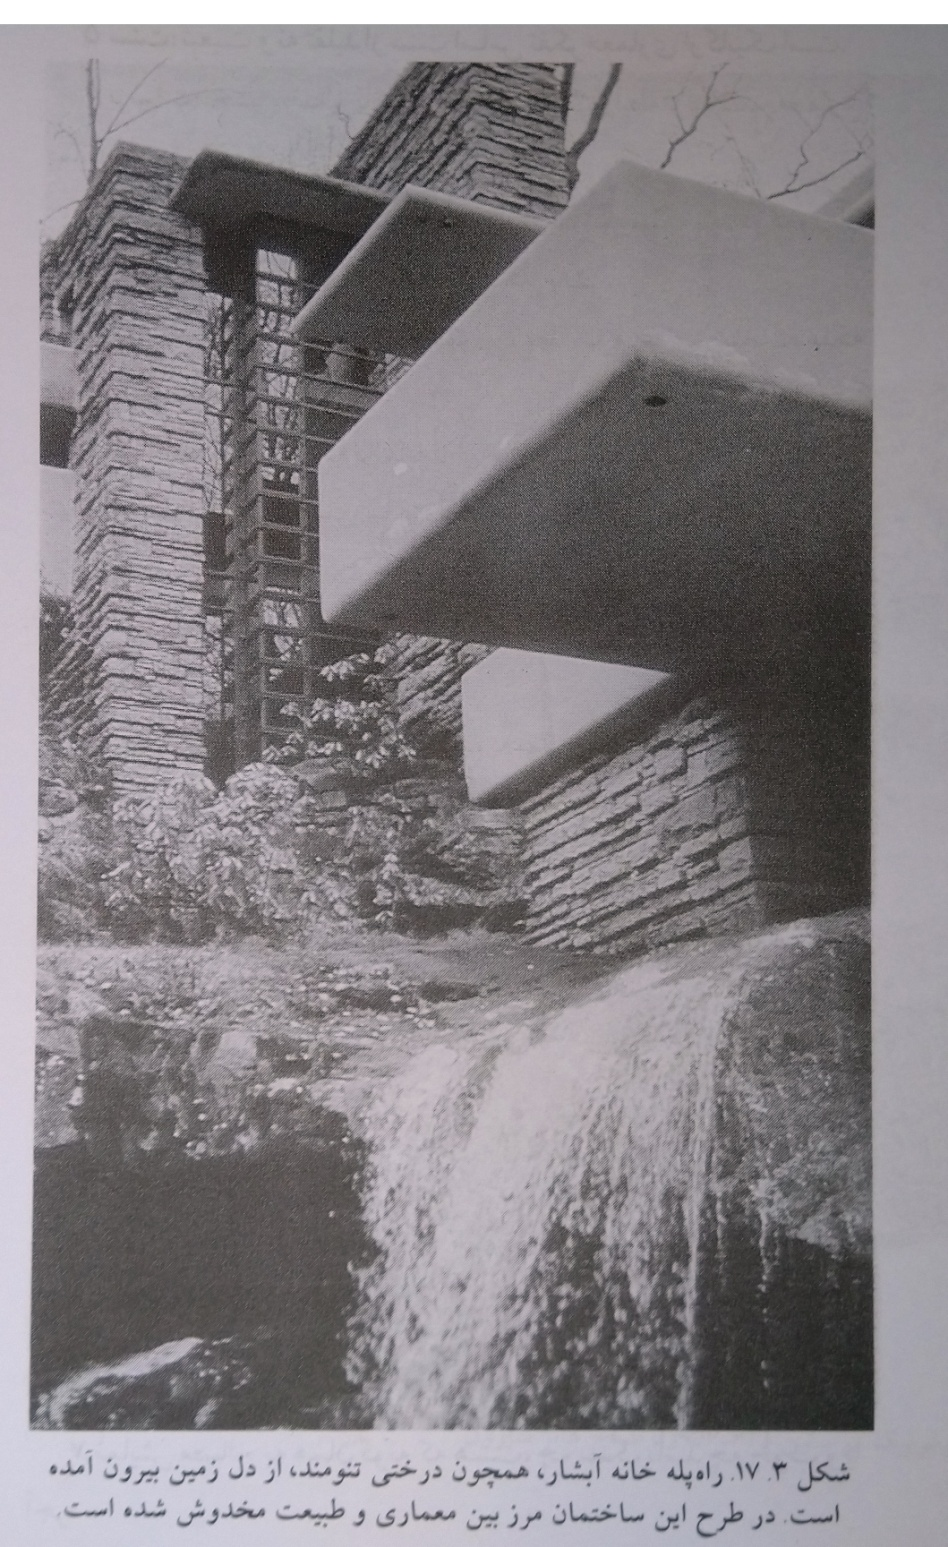 شکل ۳. ۱۷. راه‌پله خانه آبشار، همچون درختی تنومند، از دل زمین بیرون آمده
است. در طرح این ساختمان مرز بین معماری و طبیعت مخدوش شده است.